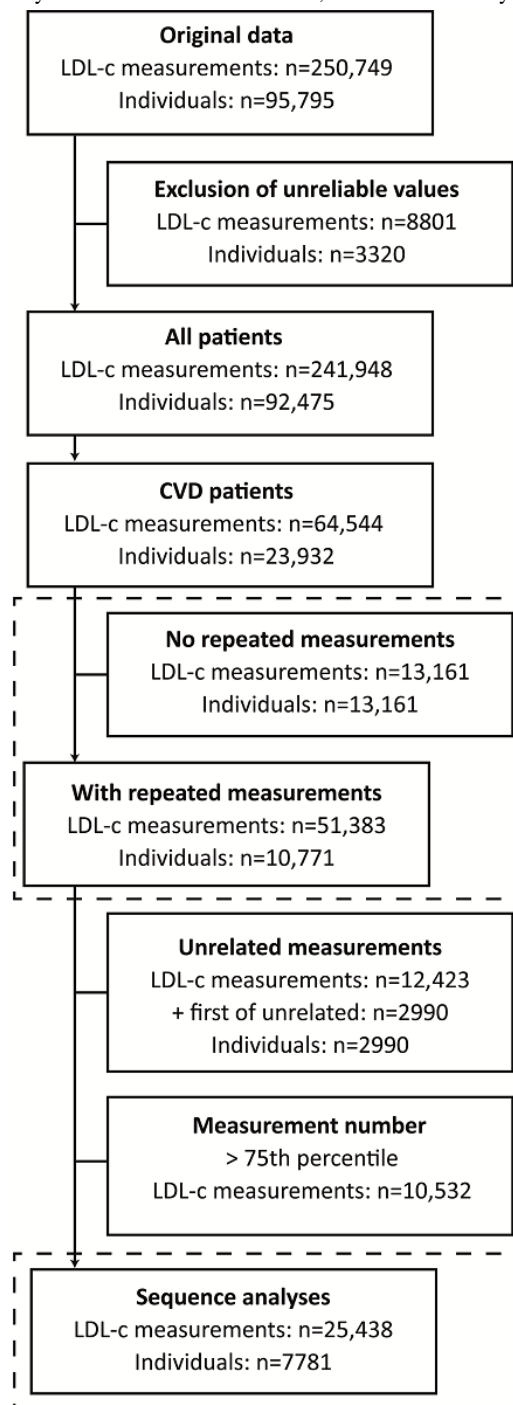 Original data
LDL-c measurements: n=250,749
Individuals: n=95,795
Exclusion of unreliable values
LDL-c measurements: n=8801
Individuals: n=3320
All patients
LDL-c measurements: n=241,948
Individuals: n=92,475
CVD patients
LDL-c measurements: n=64,544
Individuals: n=23,932
No repeated measurements
LDL-c measurements: n=13,161
Individuals: n=13,161
With repeated measurements
LDL-c measurements: n=51,383
Individuals: n=10,771
Unrelated measurements
LDL-c measurements: n=12,423
+ first of unrelated: n=2990
Individuals: n=2990
Measurement number
> 75th percentile
LDL-c measurements: n=10,532
Sequence analyses
LDL-c measurements: n=25,438
Individuals: n=7781